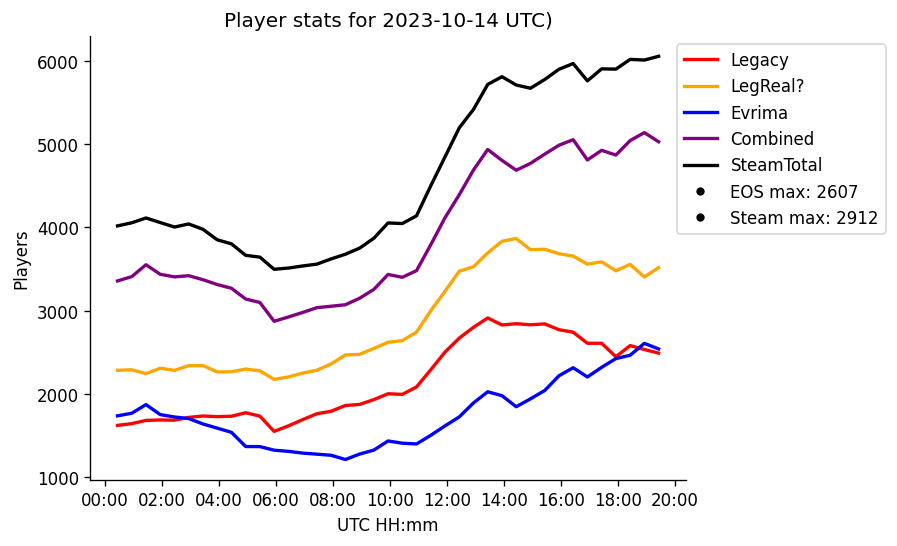 Player stats for 2023-10-14 UTC)
Players
6000
5000
4000
3000
2000
1000
00:00 02:00 04:00 06:00 08:00 10:00 12:00 14:00 16:00 18:00 20:00
UTC HH:mm
Legacy
LegReal?
Evrima
Combined
SteamTotal
EOS max: 2607
Steam max: 2912